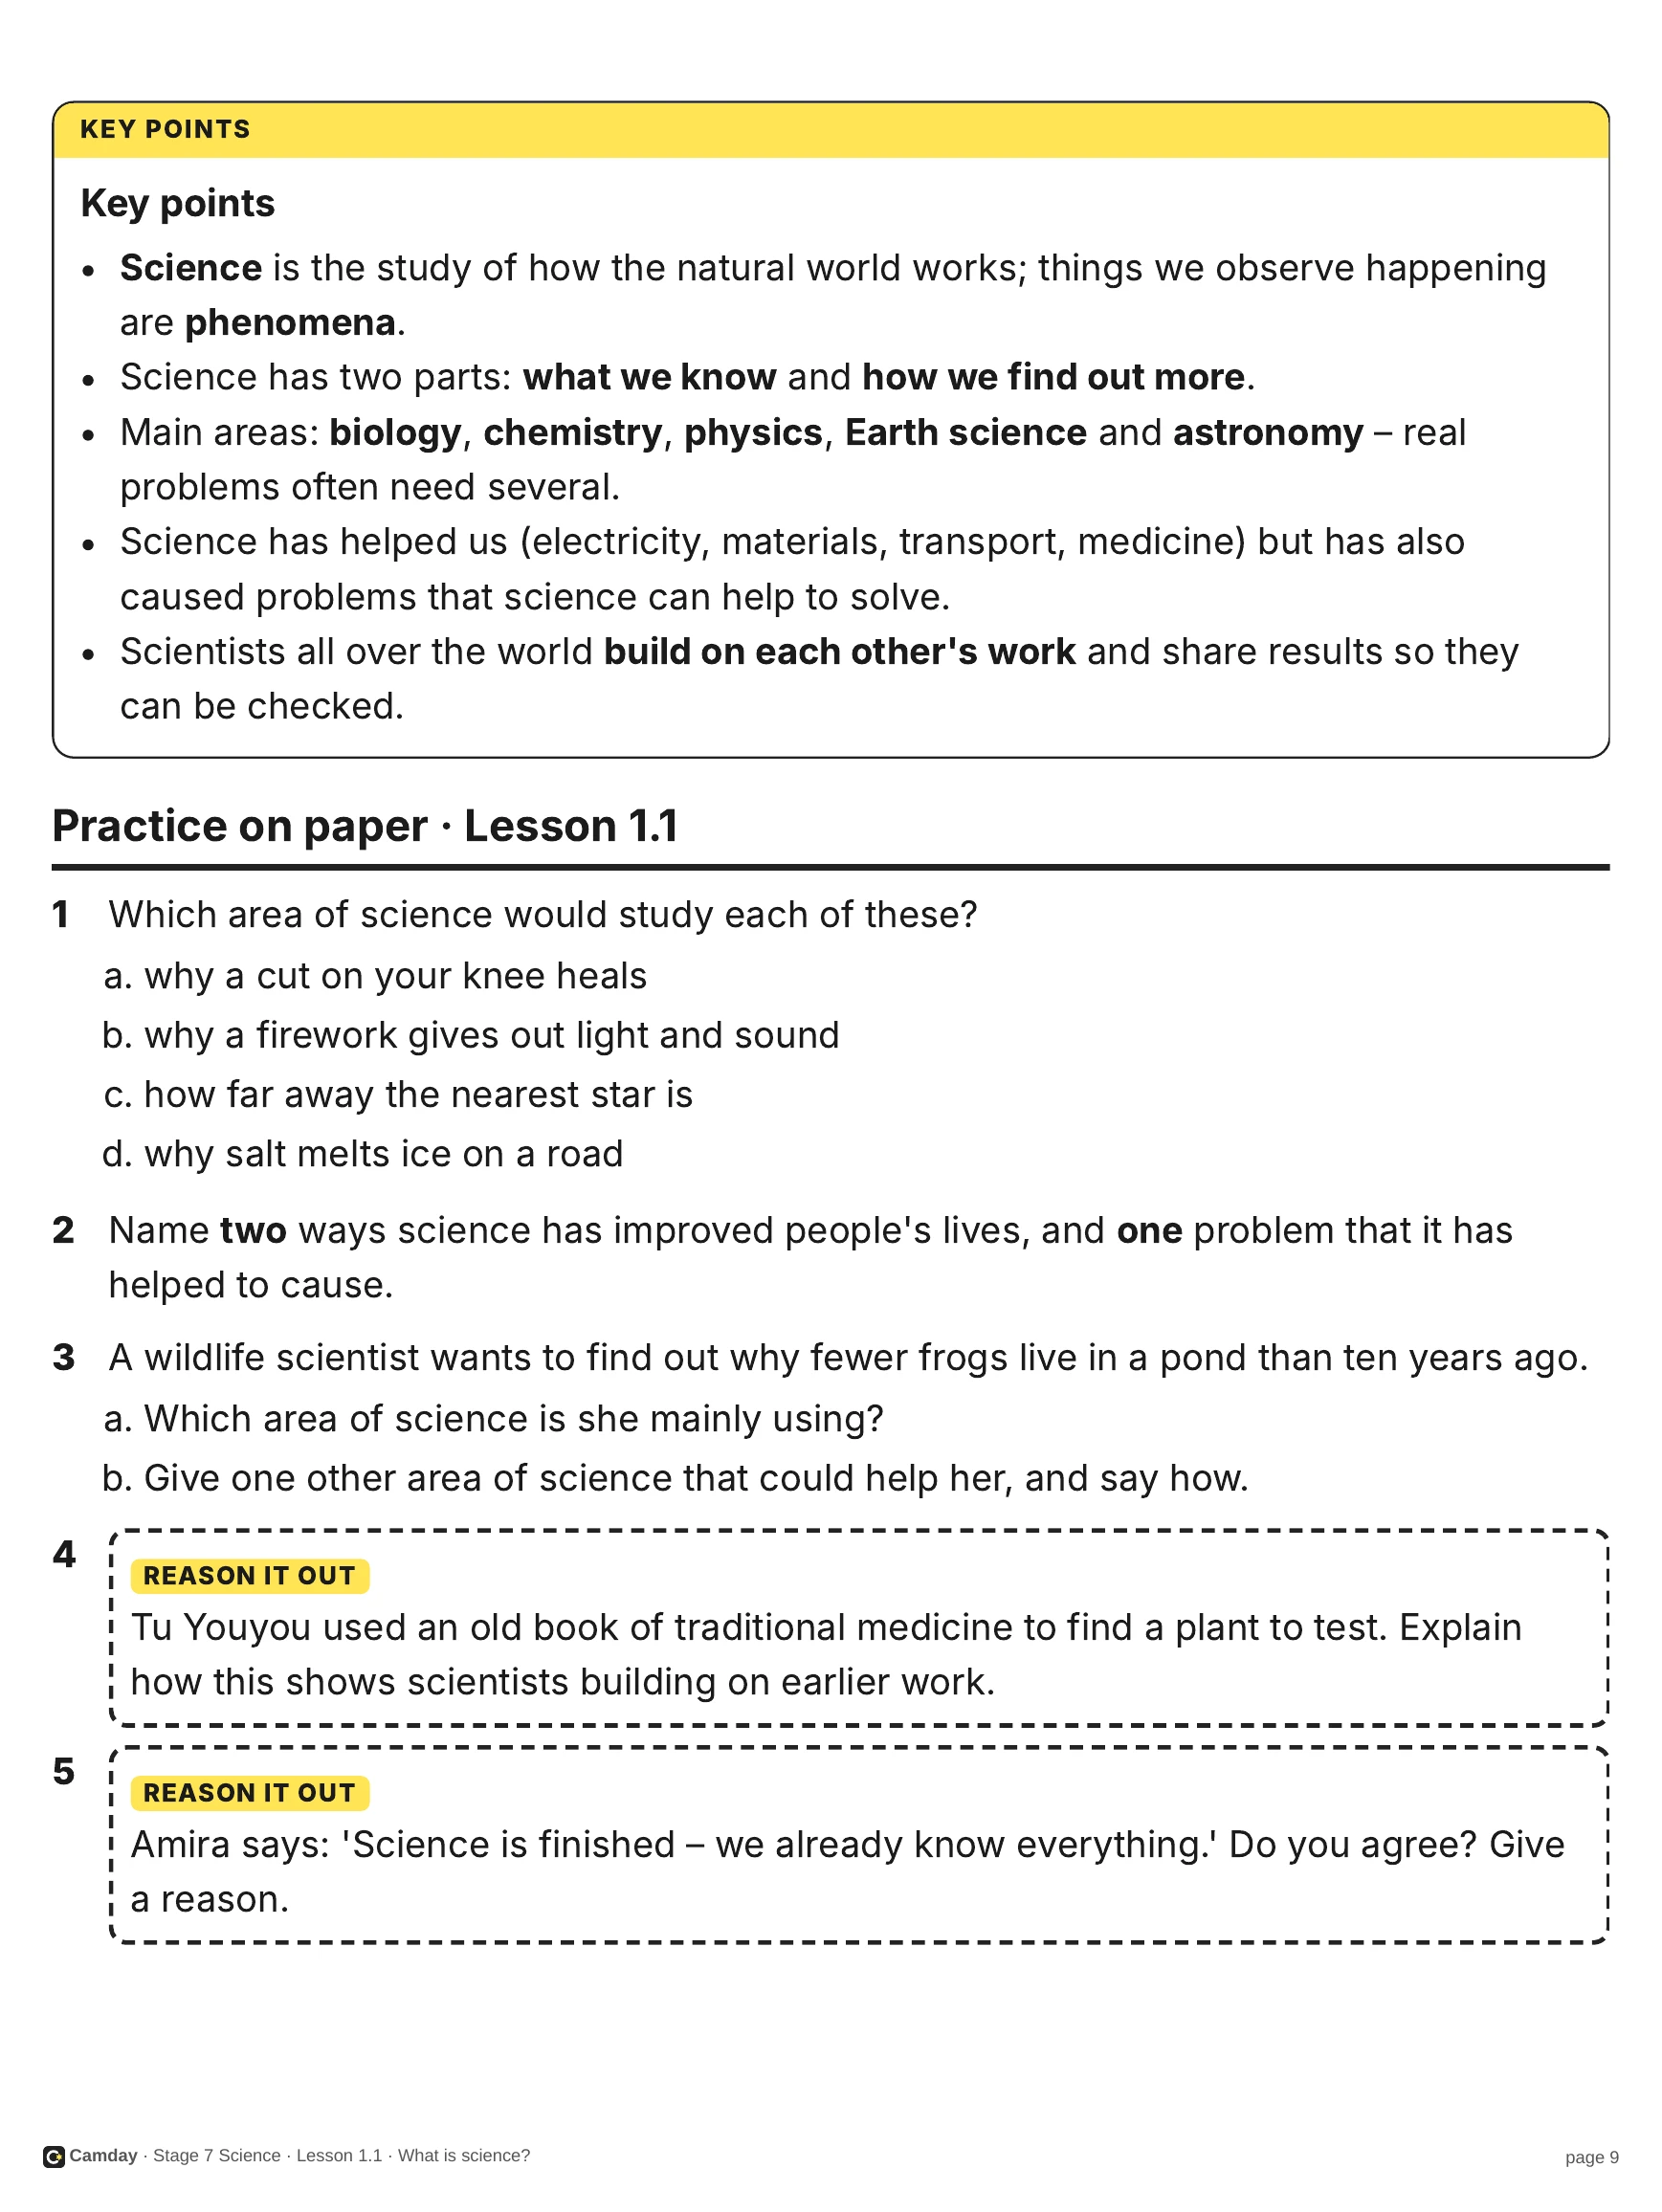 KEY POINTS
Key points
• Science is the study of how the natural world works; things we observe happening
are phenomena.
• Science has two parts: what we know and how we find out more.
• Main areas: biology, chemistry, physics, Earth science and astronomy – real
problems often need several.
• Science has helped us (electricity, materials, transport, medicine) but has also
caused problems that science can help to solve.
• Scientists all over the world build on each other's work and share results so they
can be checked.
Practice on paper · Lesson 1.1
1 Which area of science would study each of these?
a. why a cut on your knee heals
b. why a firework gives out light and sound
c. how far away the nearest star is
d. why salt melts ice on a road
2 Name two ways science has improved people's lives, and one problem that it has
helped to cause.
3 A wildlife scientist wants to find out why fewer frogs live in a pond than ten years ago.
a. Which area of science is she mainly using?
b. Give one other area of science that could help her, and say how.
4 REASON IT OUT
Tu Youyou used an old book of traditional medicine to find a plant to test. Explain
how this shows scientists building on earlier work.
5 REASON IT OUT
Amira says: 'Science is finished – we already know everything.' Do you agree? Give
a reason.
Camday · Stage 7 Science · Lesson 1.1 · What is science? page 9